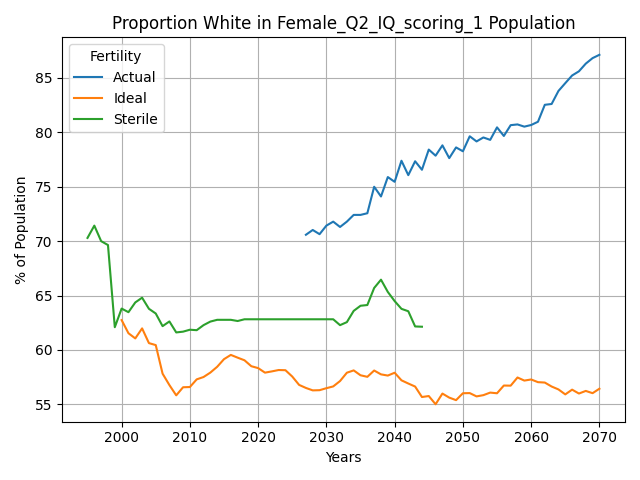 Proportion White in Female_Q2_IQ_scoring_1 Population
Fertility
Actual
Ideal
Sterile
% of Population
85
80
75
70
65
60
55
2000
2010
2020
2030
2040
2050
2060
2070
Years